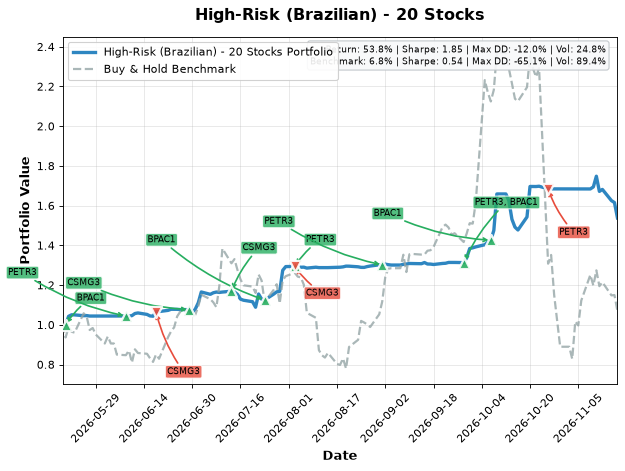 High-Risk (Brazilian) - 20 Stocks
High-Risk (Brazilian) - 20 Stocks Portfolio
Buy & Hold Benchmark
53.8% | Sharpe: 1.85 | Max DD: -12.0% | Vol: 24.8%
Benchmark: 6.8% | Sharpe: 0.54 | Max DD: -65.1% | Vol: 89.4%
Portfolio Value
2.4
2.2
2.0
1.8
1.6
1.4
1.2
1.0
0.8
PETR3
CSMG3
BPAC1
CSMG3
BPAC1
CSMG3
PETR3
PETR3
CSMG3
BPAC1
PETR3, BPAC1
PETR3
2026-05-29
2026-06-14
2026-06-30
2026-07-16
2026-08-01
2026-08-17
2026-09-02
2026-09-18
2026-10-04
2026-10-20
2026-11-05
Date